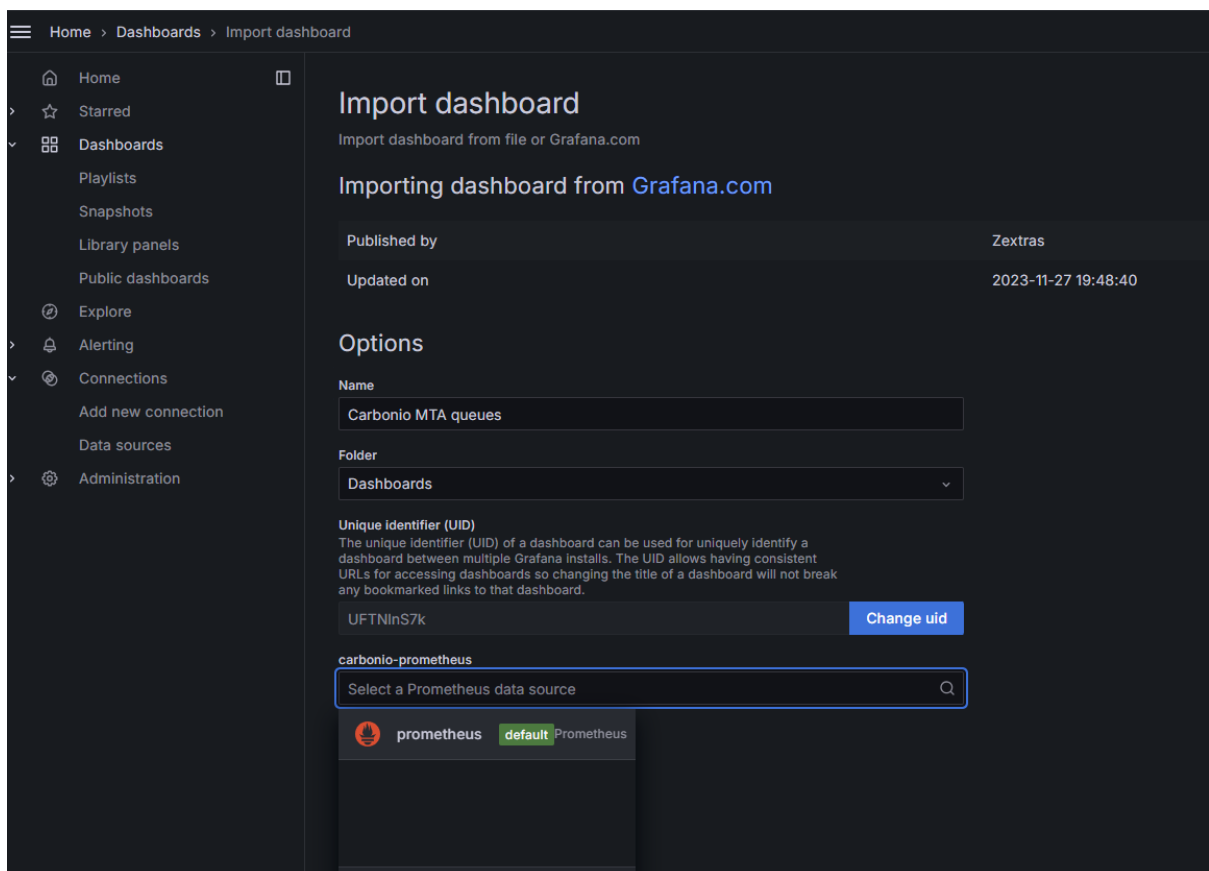 Home › Dashboards › Import dashboard
Home
Starred
Dashboards
Playlists
Snapshots
Library panels
Public dashboards
Explore
Alerting
Connections
Add new connection
Data sources
Administration
Import dashboard
Import dashboard from file or Grafana.com
Importing dashboard from Grafana.com
Published by Zextras
Updated on 2023-11-27 19:48:40
Options
Name
Carbonio MTA queues
Folder
Dashboards
Unique identifier (UID)
The unique identifier (UID) of a dashboard can be used for uniquely identify a
dashboard between multiple Grafana installs. The UID allows having consistent
URLs for accessing dashboards so changing the title of a dashboard will not break
any bookmarked links to that dashboard.
UFTNInS7k Change uid
carbonio-prometheus
Select a Prometheus data source
prometheus default Prometheus